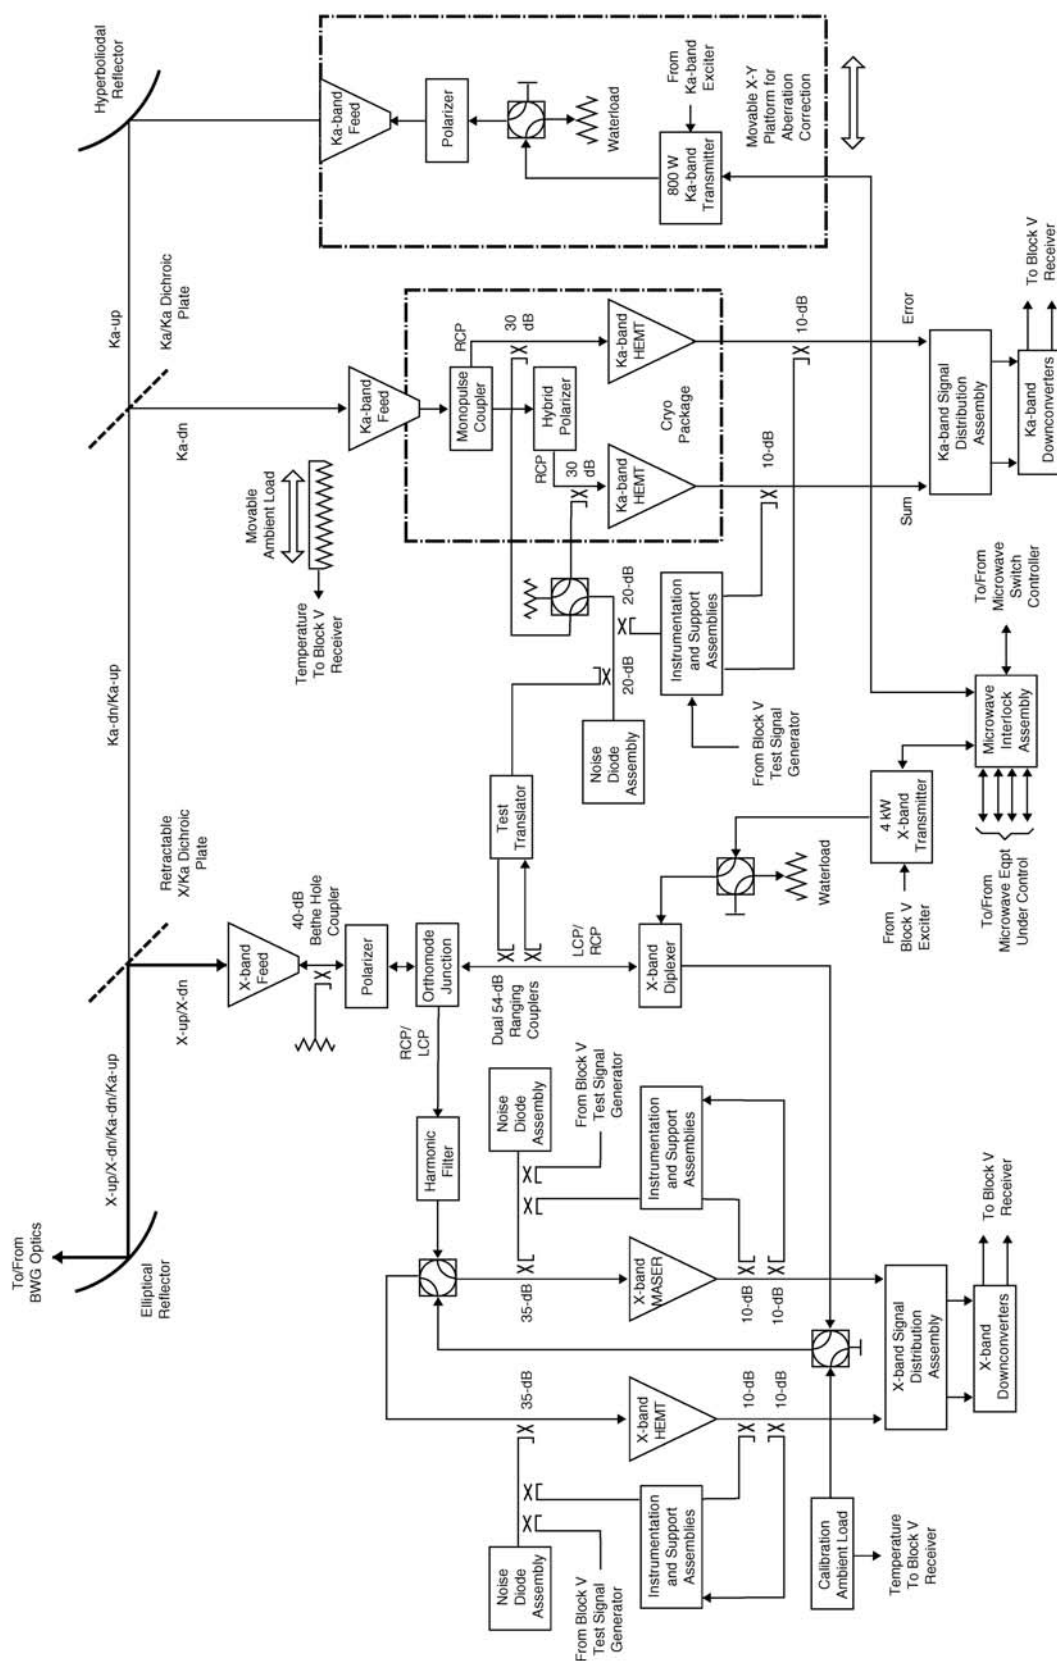 To/From
BWG Optics
Elliptical
Reflector
X-up/X-dn/Ka-dn/Ka-up
Retractable
X/Ka Dichroic
Plate
X-up/X-dn
Ka-dn/Ka-up
Ka-dn
Ka-up
Ka/Ka Dichroic
Plate
Hyperboliodal
Reflector
X-band
Feed
40-dB
Bethe Hole
Coupler
Polarizer
Orthomode
Junction
RCP/
LCP
Harmonic
Filter
Dual 54-dB
Ranging
Couplers
LCP/
RCP
X-band
Diplexer
Test
Translator
Movable
Ambient Load
Temperature
To Block V
Receiver
Ka-band
Feed
Monopulse
Coupler
RCP
Hybrid
Polarizer
RCP
30
dB
30
dB
Ka-band
HEMT
Ka-band
HEMT
Cryo
Package
Ka-band
Feed
Polarizer
Waterload
800 W
Ka-band
Transmitter
From
Ka-band
Exciter
Movable X-Y
Platform for
Aberration
Correction
Noise
Diode
Assembly
35-dB
From Block V
Test Signal
Generator
Instrumentation
and Support
Assemblies
X-band
HEMT
10-dB
10-dB
Noise
Diode
Assembly
35-dB
From Block V
Test Signal
Generator
Instrumentation
and Support
Assemblies
X-band
MASER
10-dB
10-dB
Noise
Diode
Assembly
20-dB
20-dB
Instrumentation
and Support
Assemblies
From Block V
Test Signal
Generator
10-dB
10-dB
Calibration
Ambient Load
Temperature
To Block V
Receiver
X-band Signal
Distribution
Assembly
X-band
Downconverters
To Block V
Receiver
Waterload
4 kW
X-band
Transmitter
From
Block V
Exciter
Microwave
Interlock
Assembly
To/From
Microwave Eqpt
Under Control
To/From
Microwave
Switch
Controller
Sum
Error
Ka-band Signal
Distribution
Assembly
Ka-band
Downconverters
To Block V
Receiver